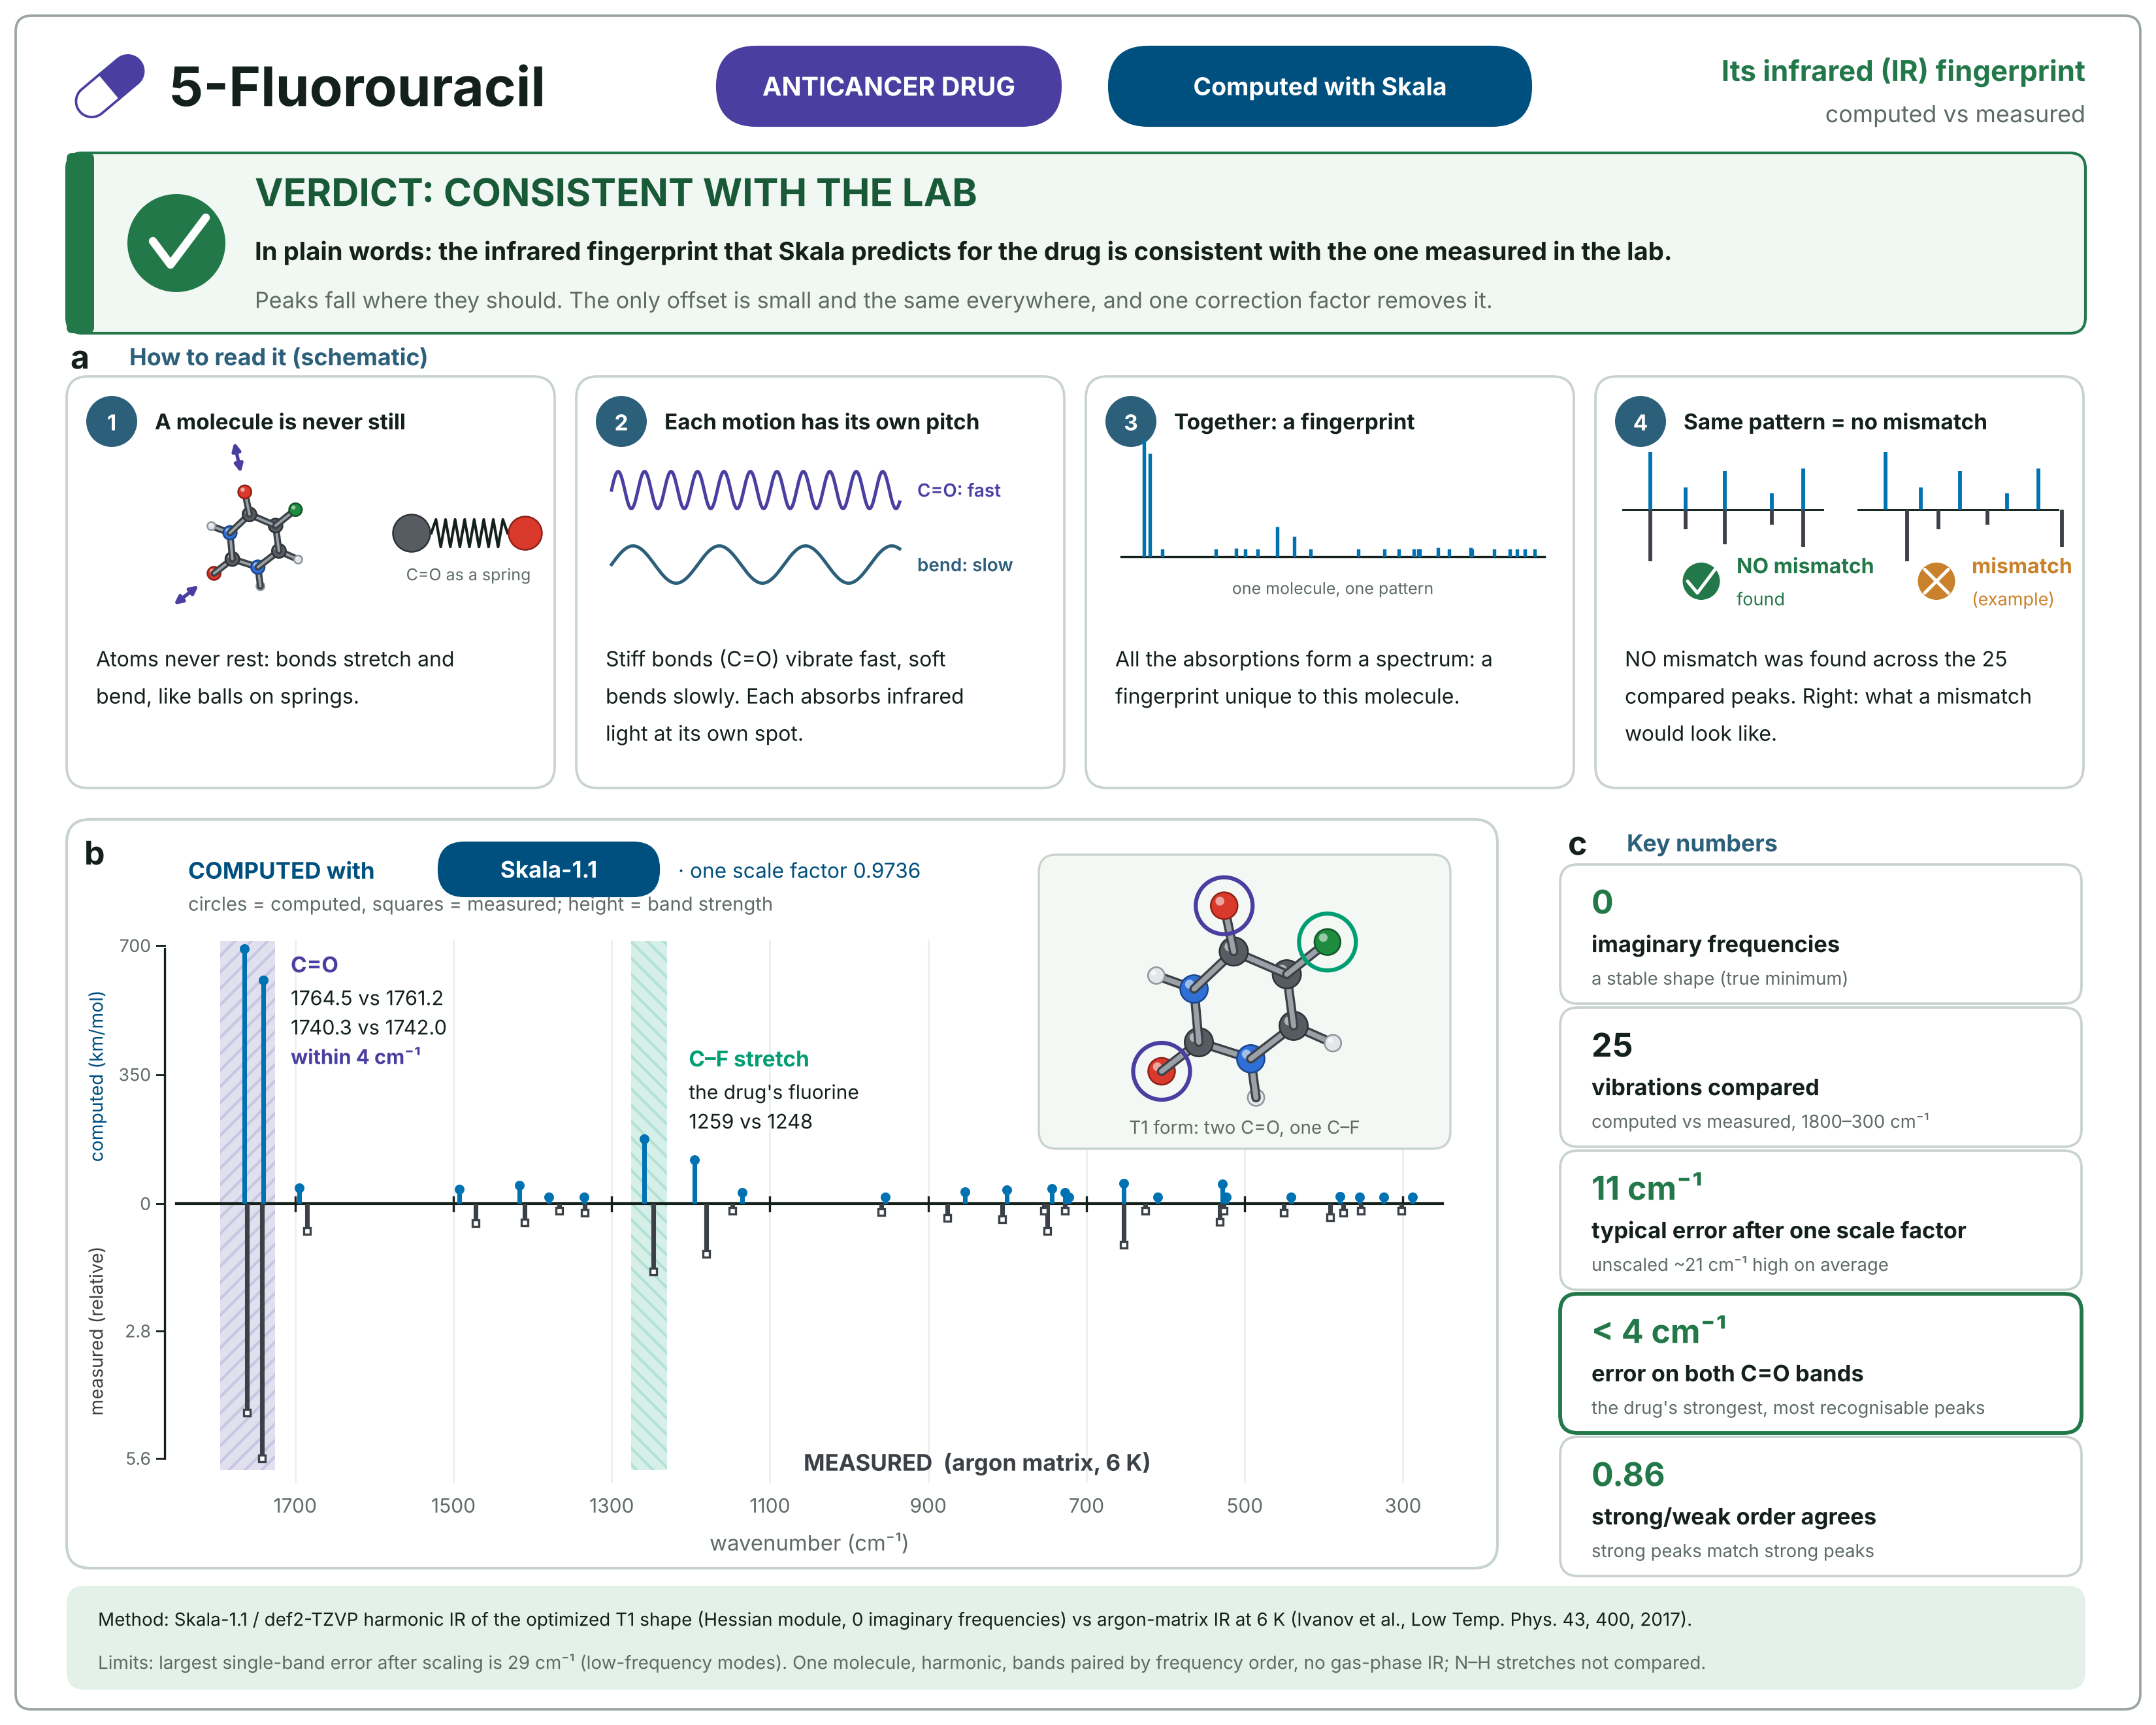 5-Fluorouracil
ANTICANCER DRUG
Computed with Skala
Its infrared (IR) fingerprint
computed vs measured
VERDICT: CONSISTENT WITH THE LAB
In plain words: the infrared fingerprint that Skala predicts for the drug is consistent with the one measured in the lab.
Peaks fall where they should. The only offset is small and the same everywhere, and one correction factor removes it.
a How to read it (schematic)
1 A molecule is never still
C=O as a spring
Atoms never rest: bonds stretch and
bend, like balls on springs.
2 Each motion has its own pitch
C=O: fast
bend: slow
Stiff bonds (C=O) vibrate fast, soft
bends slowly. Each absorbs infrared
light at its own spot.
3 Together: a fingerprint
one molecule, one pattern
All the absorptions form a spectrum: a
fingerprint unique to this molecule.
4 Same pattern = no mismatch
NO mismatch
found
mismatch
(example)
NO mismatch was found across the 25
compared peaks. Right: what a mismatch
would look like.
b
COMPUTED with Skala-1.1 · one scale factor 0.9736
circles = computed, squares = measured; height = band strength
700
350
0
2.8
5.6
computed (km/mol)
measured (relative)
C=O
1764.5 vs 1761.2
1740.3 vs 1742.0
within 4 cm⁻¹
C–F stretch
the drug's fluorine
1259 vs 1248
T1 form: two C=O, one C–F
MEASURED (argon matrix, 6 K)
1700 1500 1300 1100 900 700 500 300
wavenumber (cm⁻¹)
c Key numbers
0
imaginary frequencies
a stable shape (true minimum)
25
vibrations compared
computed vs measured, 1800–300 cm⁻¹
11 cm⁻¹
typical error after one scale factor
unscaled ~21 cm⁻¹ high on average
< 4 cm⁻¹
error on both C=O bands
the drug's strongest, most recognisable peaks
0.86
strong/weak order agrees
strong peaks match strong peaks
Method: Skala-1.1 / def2-TZVP harmonic IR of the optimized T1 shape (Hessian module, 0 imaginary frequencies) vs argon-matrix IR at 6 K (Ivanov et al., Low Temp. Phys. 43, 400, 2017).
Limits: largest single-band error after scaling is 29 cm⁻¹ (low-frequency modes). One molecule, harmonic, bands paired by frequency order, no gas-phase IR; N–H stretches not compared.